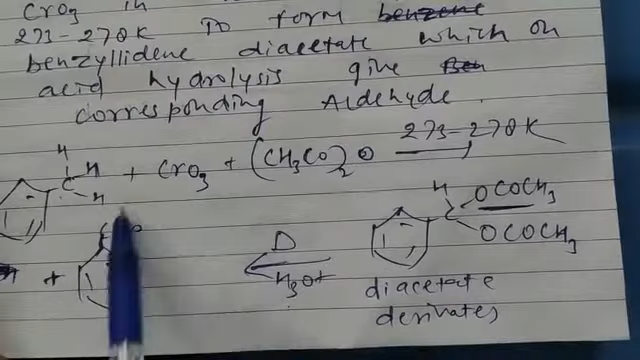 CrO3 in
273-278K to form benzene
benzyllidene diacetate which on
acid hydrolysis give Ben
corresponding Aldehyde.
H
C H + CrO3 + (CH3CO)2O 273-278K
H
H
C OCOCH3
OCOCH3
+ Δ
H3O+
diacetate
derivates